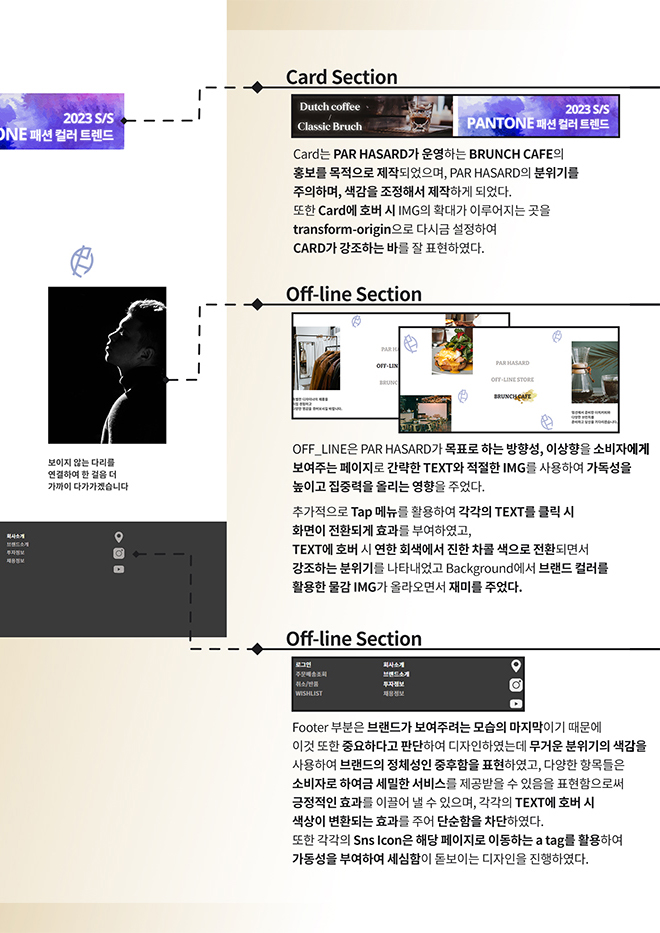 2023 S/S
ONE 패션 컬러 트렌드
보이지 않는 다리를
연결하여 한 걸음 더
가까이 다가가겠습니다
회사소개
브랜드소개
투자정보
채용정보
Card Section
Dutch coffee
/
Classic Bruch
2023 S/S
PANTONE 패션 컬러 트렌드
Card는 PAR HASARD가 운영하는 BRUNCH CAFE의
홍보를 목적으로 제작되었으며, PAR HASARD의 분위기를
주의하며, 색감을 조정해서 제작하게 되었다.
또한 Card에 호버 시 IMG의 확대가 이루어지는 곳을
transform-origin으로 다시금 설정하여
CARD가 강조하는 바를 잘 표현하였다.
Off-line Section
PAR H
OFF-LIN
BRUNC
PAR HASARD
OFF-LINE STORE
BRUNCH CAFE
OFF_LINE은 PAR HASARD가 목표로 하는 방향성, 이상향을 소비자에게
보여주는 페이지로 간략한 TEXT와 적절한 IMG를 사용하여 가독성을
높이고 집중력을 올리는 영향을 주었다.
추가적으로 Tap 메뉴를 활용하여 각각의 TEXT를 클릭 시
화면이 전환되게 효과를 부여하였고,
TEXT에 호버 시 연한 회색에서 진한 차콜 색으로 전환되면서
강조하는 분위기를 나타내었고 Background에서 브랜드 컬러를
활용한 물감 IMG가 올라오면서 재미를 주었다.
Off-line Section
로그인
주문배송조회
취소/반품
WISHLIST
회사소개
브랜드소개
투자정보
채용정보
Footer 부분은 브랜드가 보여주려는 모습의 마지막이기 때문에
이것 또한 중요하다고 판단하여 디자인하였는데 무거운 분위기의 색감을
사용하여 브랜드의 정체성인 중후함을 표현하였고, 다양한 항목들은
소비자로 하여금 세밀한 서비스를 제공받을 수 있음을 표현함으로써
긍정적인 효과를 이끌어 낼 수 있으며, 각각의 TEXT에 호버 시
색상이 변환되는 효과를 주어 단순함을 차단하였다.
또한 각각의 Sns Icon은 해당 페이지로 이동하는 a tag를 활용하여
가동성을 부여하여 세심함이 돋보이는 디자인을 진행하였다.